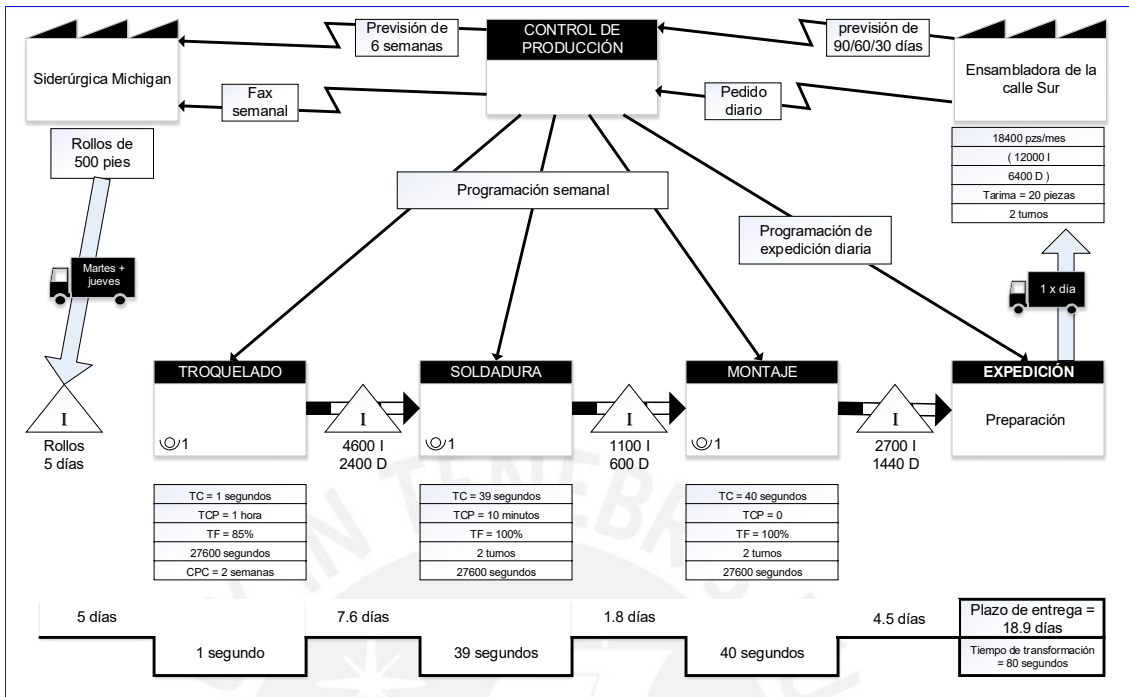 Siderúrgica Michigan
Previsión de
6 semanas
CONTROL DE
PRODUCCIÓN
previsión de
90/60/30 días
Ensambladora de la
calle Sur
Fax
semanal
Pedido
diario
Rollos de
500 pies
18400 pzs/mes
( 12000 I
6400 D )
Tarima = 20 piezas
2 turnos
Programación semanal
Programación de
expedición diaria
Martes +
jueves
1 x dia
I
Rollos
5 días
TROQUELADO
1
I
4600 I
2400 D
SOLDADURA
1
I
1100 I
600 D
MONTAJE
1
I
2700 I
1440 D
EXPEDICIÓN
Preparación
TC = 1 segundos
TCP = 1 hora
TF = 85%
27600 segundos
CPC = 2 semanas
TC = 39 segundos
TCP = 10 minutos
TF = 100%
2 turnos
27600 segundos
TC = 40 segundos
TCP = 0
TF = 100%
2 turnos
27600 segundos
5 días
1 segundo
7.6 días
39 segundos
1.8 días
40 segundos
4.5 días
Plazo de entrega =
18.9 días
Tiempo de transformación
= 80 segundos